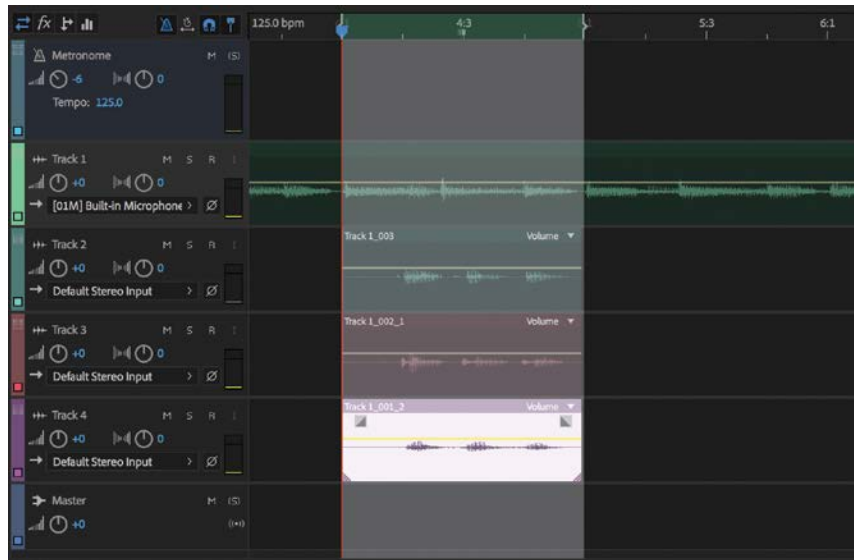 fx
125.0 bpm
4:3
5:3
6:1
Metronome M (S)
-6 0
Tempo: 125.0
Track 1 M S R I
+0 0
[01M] Built-in Microphone > Ø
Track 2 M S R I
+0 0
Default Stereo Input > Ø
Track 1_003 Volume
Track 3 M S R I
+0 0
Default Stereo Input > Ø
Track 1_002_1 Volume
Track 4 M S R I
+0 0
Default Stereo Input > Ø
Track 1_001_2 Volume
Master M (S)
+0